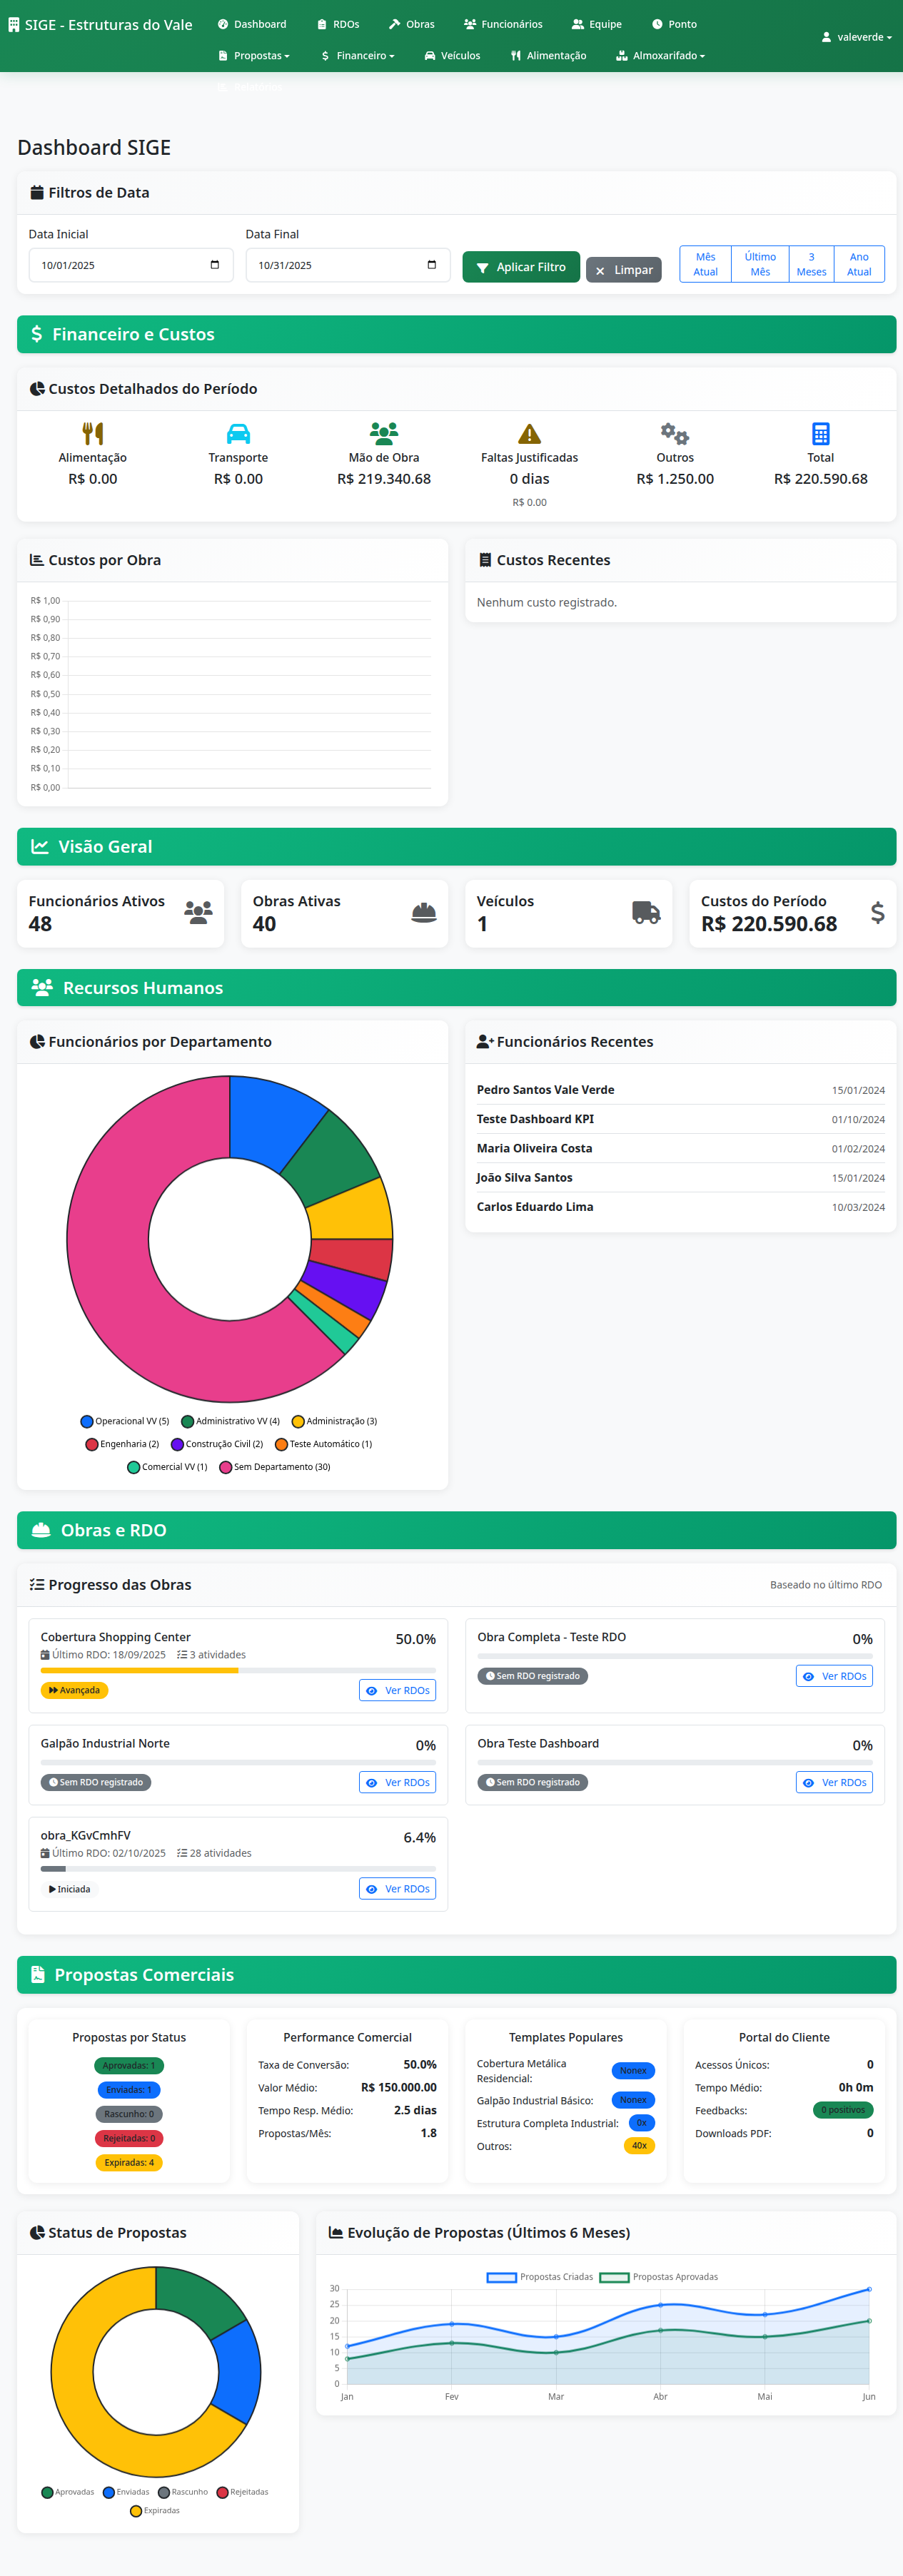 SIGE - Estruturas do Vale
Dashboard RDOs Obras Funcionários Equipe Ponto
Propostas Financeiro Veículos Alimentação Almoxarifado
valeverde
Dashboard SIGE
Filtros de Data
Data Inicial Data Final
10/01/2025 10/31/2025 Aplicar Filtro Limpar
Mês Último 3 Ano
Atual Mês Meses Atual
Financeiro e Custos
Custos Detalhados do Período
Alimentação Transporte Mão de Obra Faltas Justificadas Outros Total
R$ 0.00 R$ 0.00 R$ 219.340.68 0 dias R$ 1.250.00 R$ 220.590.68
R$ 0.00
Custos por Obra
R$ 1,00
R$ 0,90
R$ 0,80
R$ 0,70
R$ 0,60
R$ 0,50
R$ 0,40
R$ 0,30
R$ 0,20
R$ 0,10
R$ 0,00
Custos Recentes
Nenhum custo registrado.
Visão Geral
Funcionários Ativos
48
Obras Ativas
40
Veículos
1
Custos do Período
R$ 220.590.68
Recursos Humanos
Funcionários por Departamento
Operacional VV (5) Administrativo VV (4) Administração (3)
Engenharia (2) Construção Civil (2) Teste Automático (1)
Comercial VV (1) Sem Departamento (30)
Funcionários Recentes
Pedro Santos Vale Verde 15/01/2024
Teste Dashboard KPI 01/10/2024
Maria Oliveira Costa 01/02/2024
João Silva Santos 15/01/2024
Carlos Eduardo Lima 10/03/2024
Obras e RDO
Progresso das Obras Baseado no último RDO
Cobertura Shopping Center 50.0%
Último RDO: 18/09/2025 3 atividades
Avançada Ver RDOs
Obra Completa - Teste RDO 0%
Sem RDO registrado Ver RDOs
Galpão Industrial Norte 0%
Sem RDO registrado Ver RDOs
Obra Teste Dashboard 0%
Sem RDO registrado Ver RDOs
obra_KGvCmhFV 6.4%
Último RDO: 02/10/2025 28 atividades
Iniciada Ver RDOs
Propostas Comerciais
Propostas por Status
Aprovadas: 1
Enviadas: 1
Rascunho: 0
Rejeitadas: 0
Expiradas: 4
Performance Comercial
Taxa de Conversão: 50.0%
Valor Médio: R$ 150.000.00
Tempo Resp. Médio: 2.5 dias
Propostas/Mês: 1.8
Templates Populares
Cobertura Metálica
Residencial: Nonex
Galpão Industrial Básico: Nonex
Estrutura Completa Industrial: 0x
Outros: 40x
Portal do Cliente
Acessos Únicos: 0
Tempo Médio: 0h 0m
Feedbacks: 0 positivos
Downloads PDF: 0
Status de Propostas
Aprovadas Enviadas Rascunho Rejeitadas
Expiradas
Evolução de Propostas (Últimos 6 Meses)
Propostas Criadas Propostas Aprovadas
30
25
20
15
10
5
0
Jan Fev Mar Abr Mai Jun